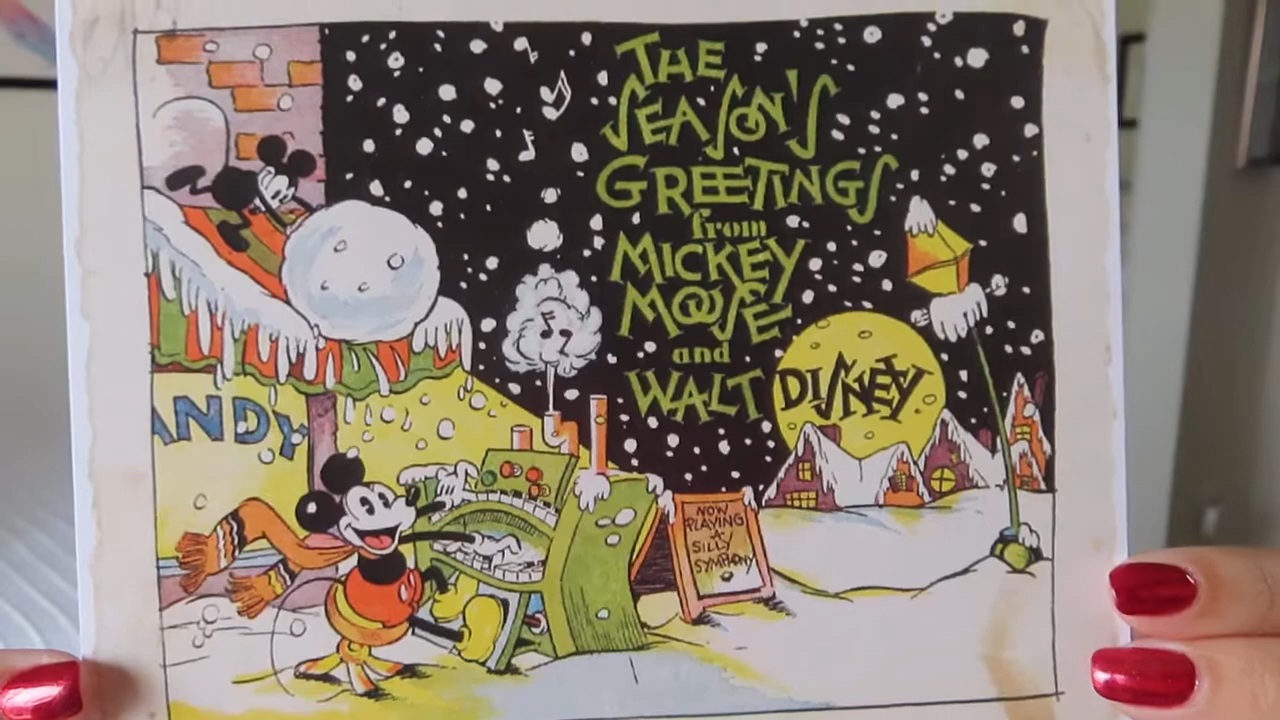 THE
SEASON'S
GREETINGS
from
MICKEY
MOUSE
and
WALT DISNEY
ANDY
NOW
PLAYING
A
SILLY
SYMPHONY